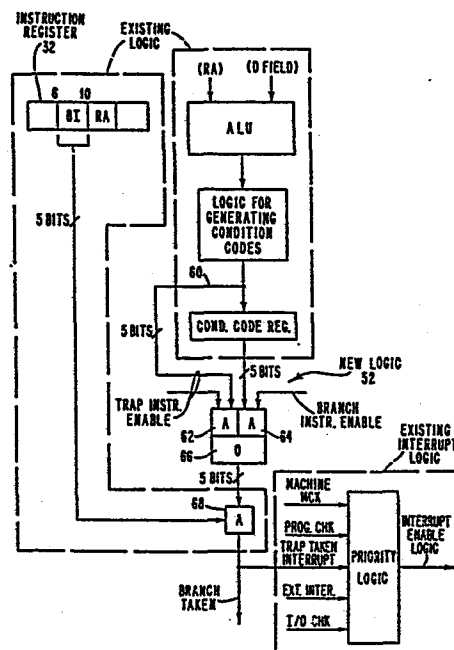 INSTRUCTION
REGISTER
32
EXISTING
LOGIC
6 10
BI RA
5 BITS
(RA) (D FIELD)
ALU
LOGIC FOR
GENERATING
CONDITION
CODES
60
COND. CODE REG.
5 BITS
5 BITS
NEW LOGIC
52
TRAP INSTR.
ENABLE
BRANCH
INSTR. ENABLE
62 A A 64
66 O
5 BITS
68 A
BRANCH
TAKEN
EXISTING
INTERRUPT
LOGIC
MACHINE
MCK
PROG. CHK
TRAP TAKEN
INTERRUPT
EXT. INTER.
I/O CHK
PRIORITY
LOGIC
INTERRUPT
ENABLE
LOGIC